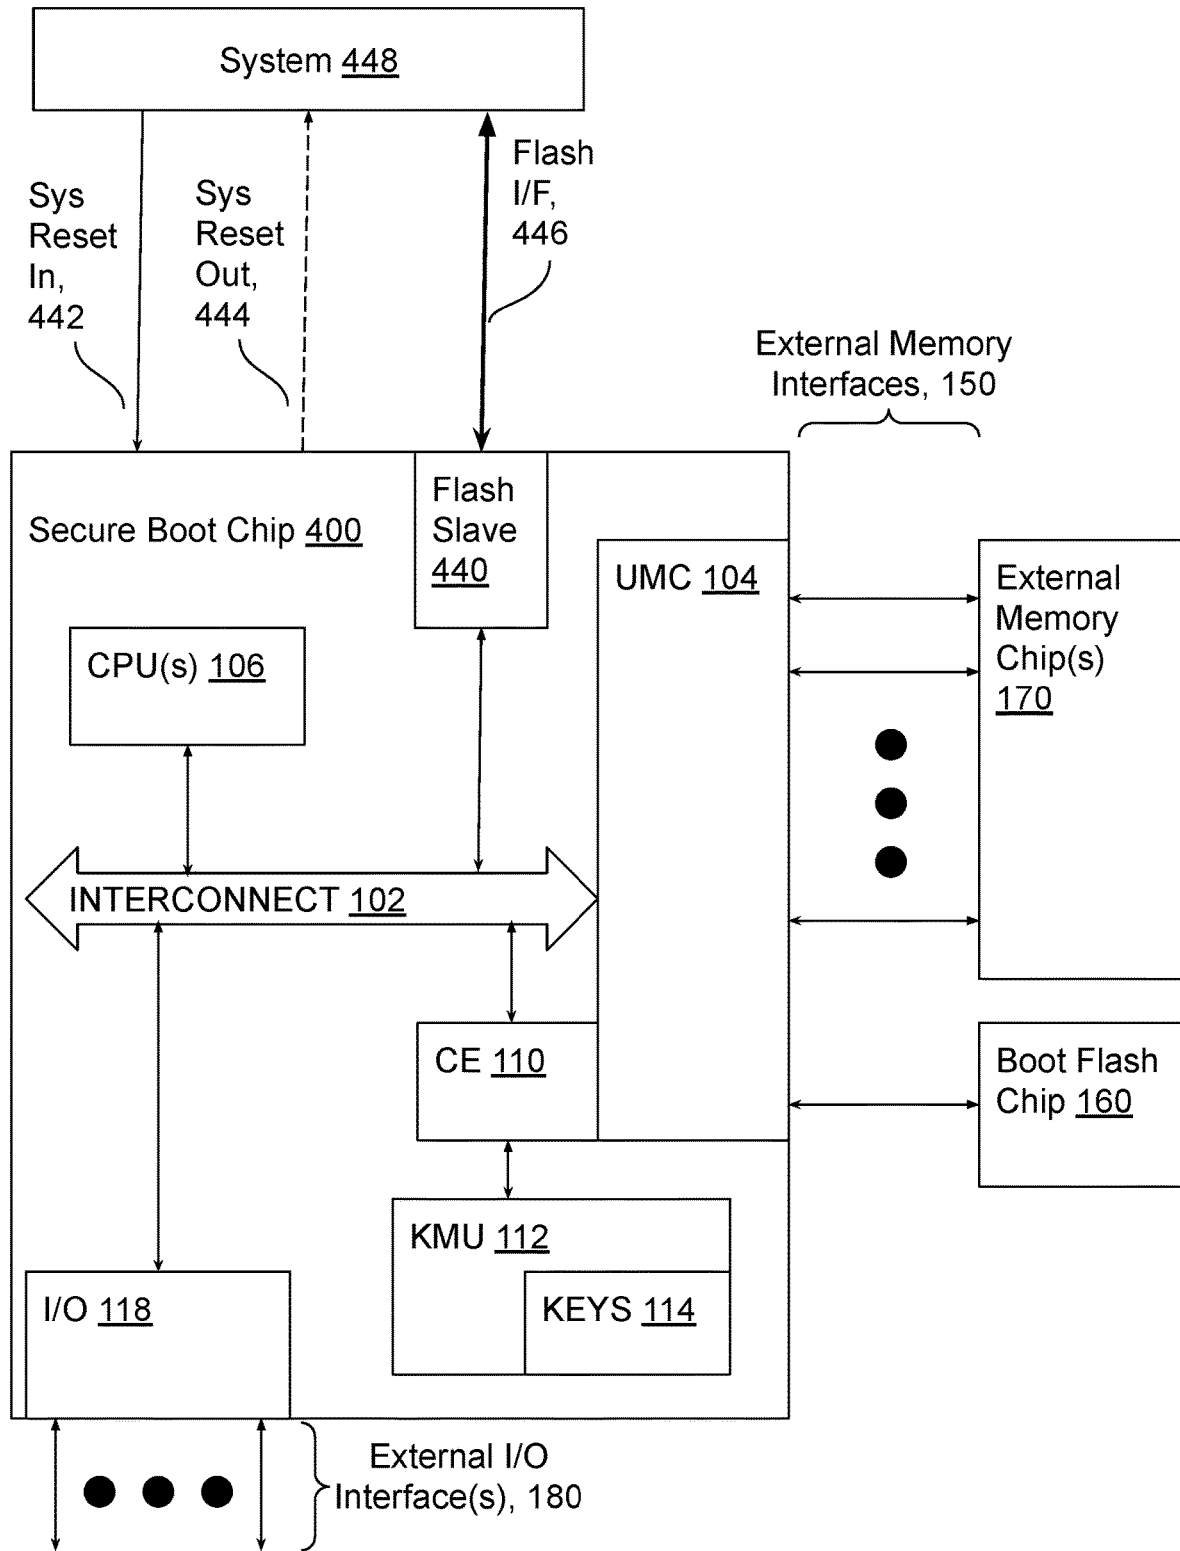 System 448
Sys
Reset
In,
442
Sys
Reset
Out,
444
Flash
I/F,
446
External Memory
Interfaces, 150
Secure Boot Chip 400
Flash
Slave
440
UMC 104
External
Memory
Chip(s)
170
CPU(s) 106
INTERCONNECT 102
CE 110
Boot Flash
Chip 160
KMU 112
KEYS 114
I/O 118
External I/O
Interface(s), 180